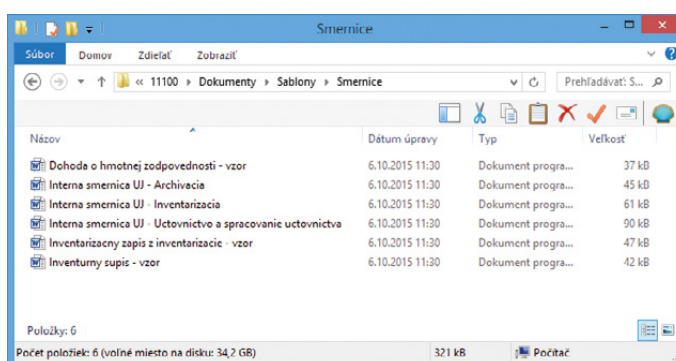 Smernice
Súbor Domov Zdieľať Zobraziť
« 11100 Dokumenty Sablony Smernice Prehľadávať: S...
Názov Dátum úpravy Typ Veľkosť
Dohoda o hmotnej zodpovednosti - vzor 6.10.2015 11:30 Dokument progra... 37 kB
Interna smernica UJ - Archivacia 6.10.2015 11:30 Dokument progra... 45 kB
Interna smernica UJ - Inventarizacia 6.10.2015 11:30 Dokument progra... 61 kB
Interna smernica UJ - Uctovnictvo a spracovanie uctovnictva 6.10.2015 11:30 Dokument progra... 90 kB
Inventarizacny zapis z inventarizacie - vzor 6.10.2015 11:30 Dokument progra... 47 kB
Inventurny supis - vzor 6.10.2015 11:30 Dokument progra... 42 kB
Položky: 6
Počet položiek: 6 (voľné miesto na disku: 34,2 GB) 321 kB Počítač